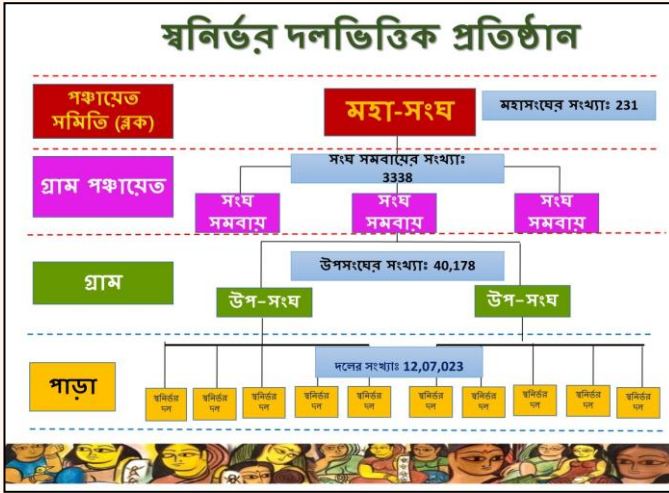 স্বনির্ভর দলভিত্তিক প্রতিষ্ঠান
পঞ্চায়েত
সমিতি (ব্লক)
মহা-সংঘ
মহাসংঘের সংখ্যাঃ 231
সংঘ সমবায়ের সংখ্যাঃ
3338
গ্রাম পঞ্চায়েত
সংঘ
সমবায়
সংঘ
সমবায়
সংঘ
সমবায়
উপসংঘের সংখ্যাঃ 40,178
গ্রাম
উপ-সংঘ
উপ-সংঘ
দলের সংখ্যাঃ 12,07,023
পাড়া
স্বনির্ভর
দল
স্বনির্ভর
দল
স্বনির্ভর
দল
স্বনির্ভর
দল
স্বনির্ভর
দল
স্বনির্ভর
দল
স্বনির্ভর
দল
স্বনির্ভর
দল
স্বনির্ভর
দল
স্বনির্ভর
দল